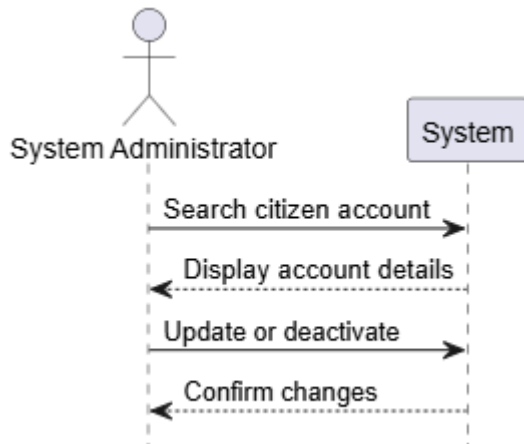 System Administrator
System
Search citizen account
Display account details
Update or deactivate
Confirm changes